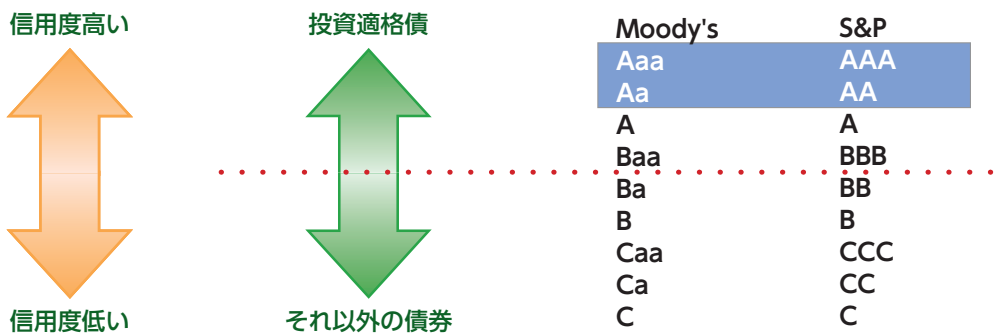 信用度高い 投資適格債 Moody's S&P
Aaa AAA
Aa AA
A A
Baa BBB
Ba BB
B B
Caa CCC
Ca CC
信用度低い それ以外の債券 C C